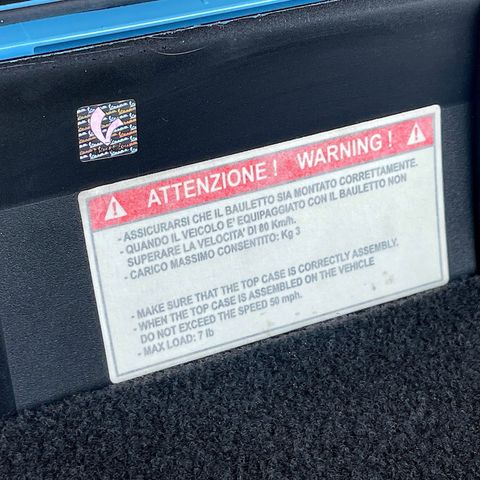 ATTENZIONE! WARNING!
- ASSICURARSI CHE IL BAULETTO SIA MONTATO CORRETTAMENTE.
- QUANDO IL VEICOLO E' EQUIPAGGIATO CON IL BAULETTO NON
SUPERARE LA VELOCITA' DI 80 Km/h.
- CARICO MASSIMO CONSENTITO: Kg 3
- MAKE SURE THAT THE TOP CASE IS CORRECTLY ASSEMBLY.
- WHEN THE TOP CASE IS ASSEMBLED ON THE VEHICLE
DO NOT EXCEED THE SPEED 50 mph.
- MAX LOAD: 7 lb